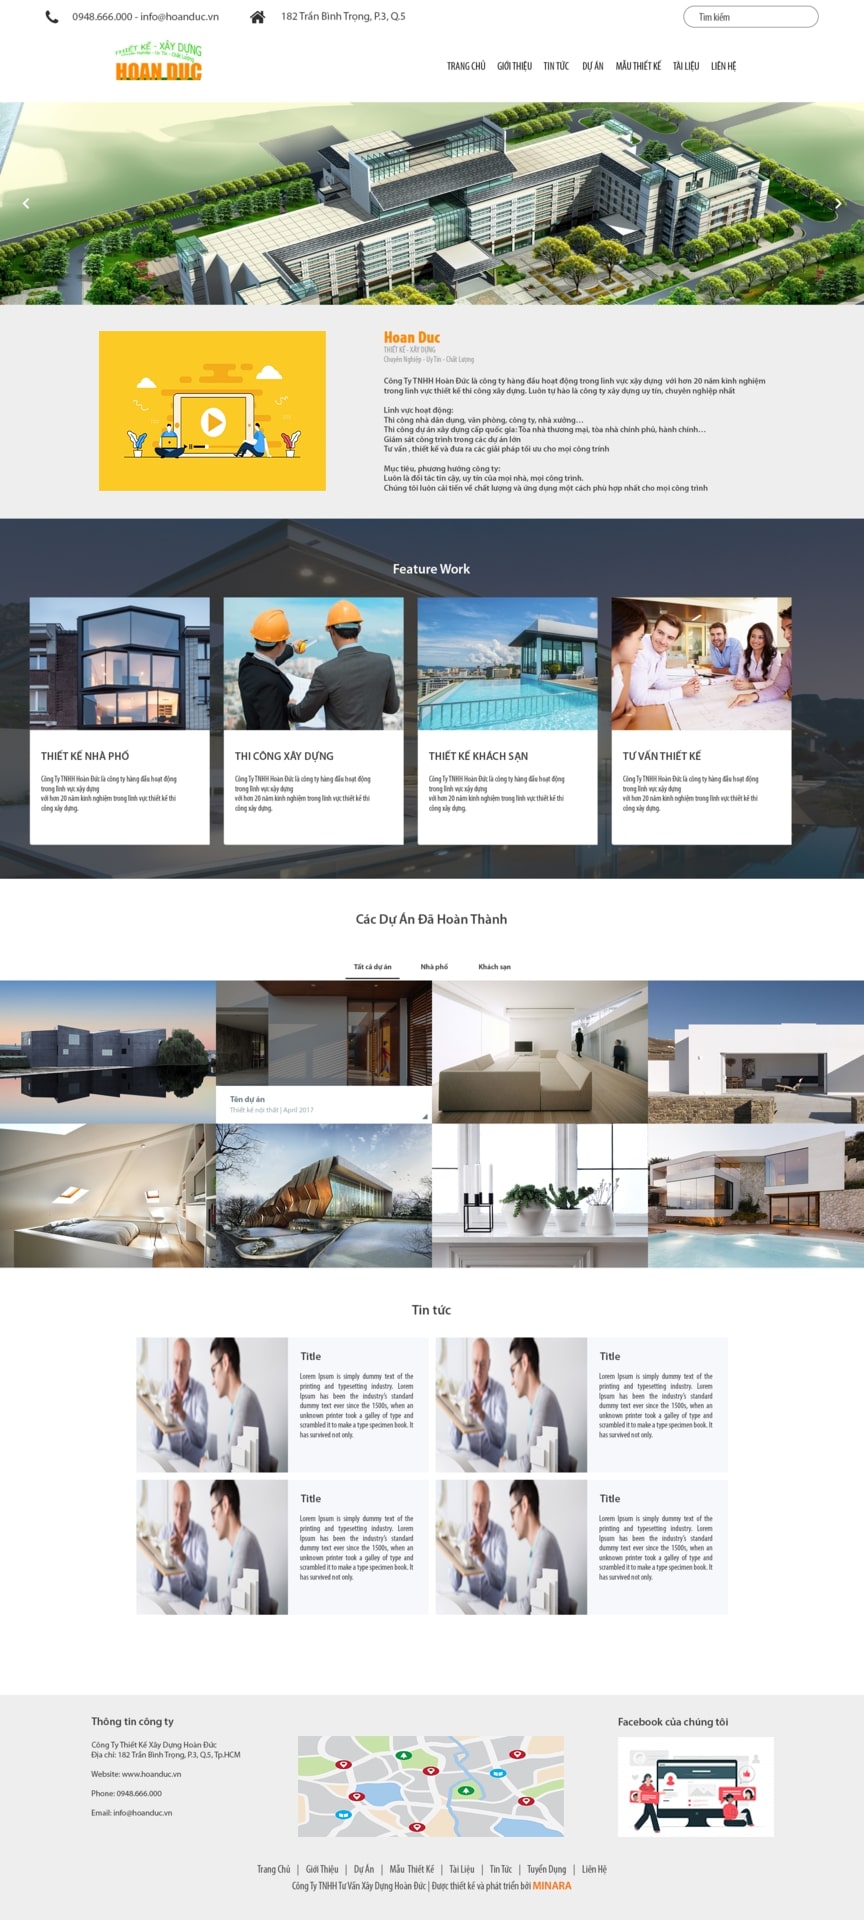 0948.666.000 - info@hoanduc.vn
182 Trần Bình Trọng, P.3, Q.5
Tìm kiếm
THIẾT KẾ - XÂY DỰNG
Chuyên Nghiệp - Uy Tín - Chất Lượng
HOAN DUC
TRANG CHỦ GIỚI THIỆU TIN TỨC DỰ ÁN MẪU THIẾT KẾ TÀI LIỆU LIÊN HỆ
Hoan Duc
THIẾT KẾ - XÂY DỰNG
Chuyên Nghiệp - Uy Tín - Chất Lượng
Công Ty TNHH Hoàn Đức là công ty hàng đầu hoạt động trong lĩnh vực xậy dựng với hơn 20 năm kinh nghiệm
trong lĩnh vực thiết kế thi công xây dựng. Luôn tự hào là công ty xây dựng uy tín, chuyên nghiệp nhất
Lĩnh vực hoạt động:
Thi công nhà dân dụng, văn phòng, công ty, nhà xưởng...
Thi công dự án xây dựng cấp quốc gia: Tòa nhà thương mại, tòa nhà chính phủ, hành chính...
Giám sát công trình trong các dự án lớn
Tư vấn , thiết kế và đưa ra các giải pháp tối ưu cho mọi công trình
Mục tiêu, phương hướng công ty:
Luôn là đối tác tin cậy, uy tín của mọi nhà, mọi công trình.
Chúng tôi luôn cải tiến về chất lượng và ứng dụng một cách phù hợp nhất cho mọi công trình
Feature Work
THIẾT KẾ NHÀ PHỐ
Công Ty TNHH Hoàn Đức là công ty hàng đầu hoạt động
trong lĩnh vực xậy dựng
với hơn 20 năm kinh nghiệm trong lĩnh vực thiết kế thi
công xây dựng.
THI CÔNG XÂY DỰNG
Công Ty TNHH Hoàn Đức là công ty hàng đầu hoạt động
trong lĩnh vực xậy dựng
với hơn 20 năm kinh nghiệm trong lĩnh vực thiết kế thi
công xây dựng.
THIẾT KẾ KHÁCH SẠN
Công Ty TNHH Hoàn Đức là công ty hàng đầu hoạt động
trong lĩnh vực xậy dựng
với hơn 20 năm kinh nghiệm trong lĩnh vực thiết kế thi
công xây dựng.
TƯ VẤN THIẾT KẾ
Công Ty TNHH Hoàn Đức là công ty hàng đầu hoạt động
trong lĩnh vực xậy dựng
với hơn 20 năm kinh nghiệm trong lĩnh vực thiết kế thi
công xây dựng.
Các Dự Án Đã Hoàn Thành
Tất cả dự án Nhà phố Khách sạn
Tên dự án
Thiết kế nội thất | April 2017
Tin tức
Title
Lorem Ipsum is simply dummy text of the
printing and typesetting industry. Lorem
Ipsum has been the industry's standard
dummy text ever since the 1500s, when an
unknown printer took a galley of type and
scrambled it to make a type specimen book. It
has survived not only.
Title
Lorem Ipsum is simply dummy text of the
printing and typesetting industry. Lorem
Ipsum has been the industry's standard
dummy text ever since the 1500s, when an
unknown printer took a galley of type and
scrambled it to make a type specimen book. It
has survived not only.
Title
Lorem Ipsum is simply dummy text of the
printing and typesetting industry. Lorem
Ipsum has been the industry's standard
dummy text ever since the 1500s, when an
unknown printer took a galley of type and
scrambled it to make a type specimen book. It
has survived not only.
Title
Lorem Ipsum is simply dummy text of the
printing and typesetting industry. Lorem
Ipsum has been the industry's standard
dummy text ever since the 1500s, when an
unknown printer took a galley of type and
scrambled it to make a type specimen book. It
has survived not only.
Thông tin công ty
Công Ty Thiết Kế Xây Dựng Hoàn Đức
Địa chỉ: 182 Trần Bình Trọng, P.3, Q.5, Tp.HCM
Website: www.hoanduc.vn
Phone: 0948.666.000
Email: info@hoanduc.vn
Facebook của chúng tôi
Trang Chủ | Giới Thiệu | Dự Án | Mẫu Thiết Kế | Tài Liệu | Tin Tức | Tuyển Dụng | Liên Hệ
Công Ty TNHH Tư Vấn Xây Dựng Hoàn Đức | Được thiết kế và phát triển bởi MINARA